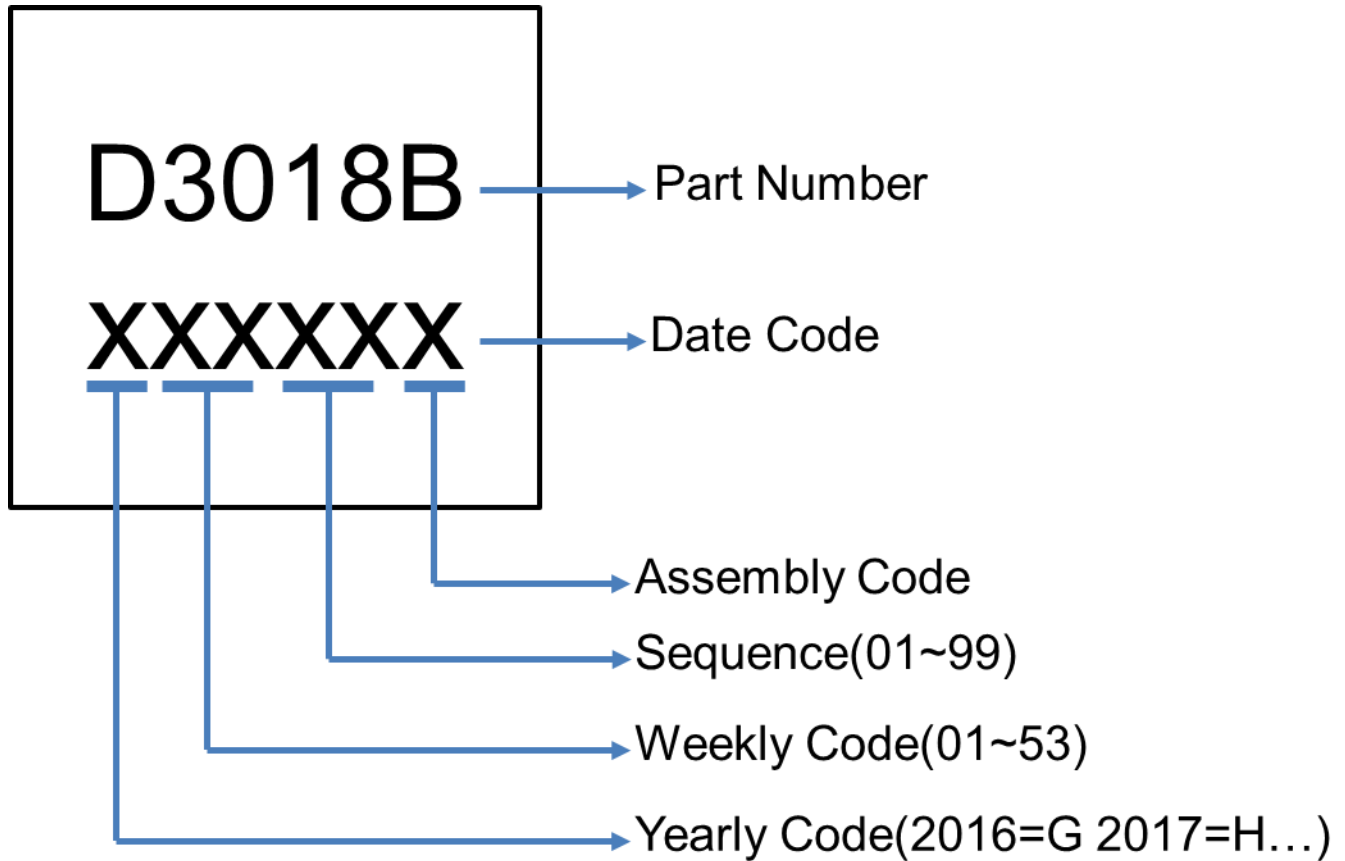 D3018B
Part Number
XXXXXX
Date Code
Assembly Code
Sequence(01~99)
Weekly Code(01~53)
Yearly Code(2016=G 2017=H…)